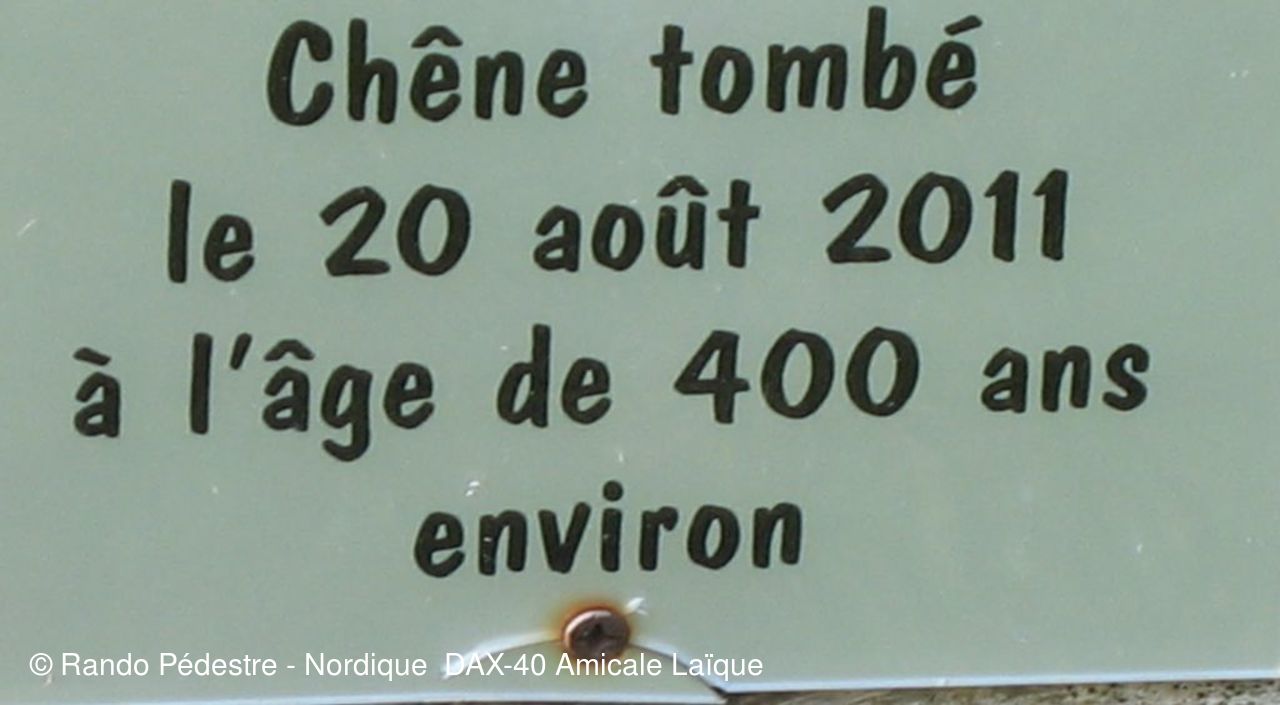 Chêne tombé
le 20 août 2011
à l'âge de 400 ans
environ
© Rando Pédestre - Nordique  DAX-40 Amicale Laïque